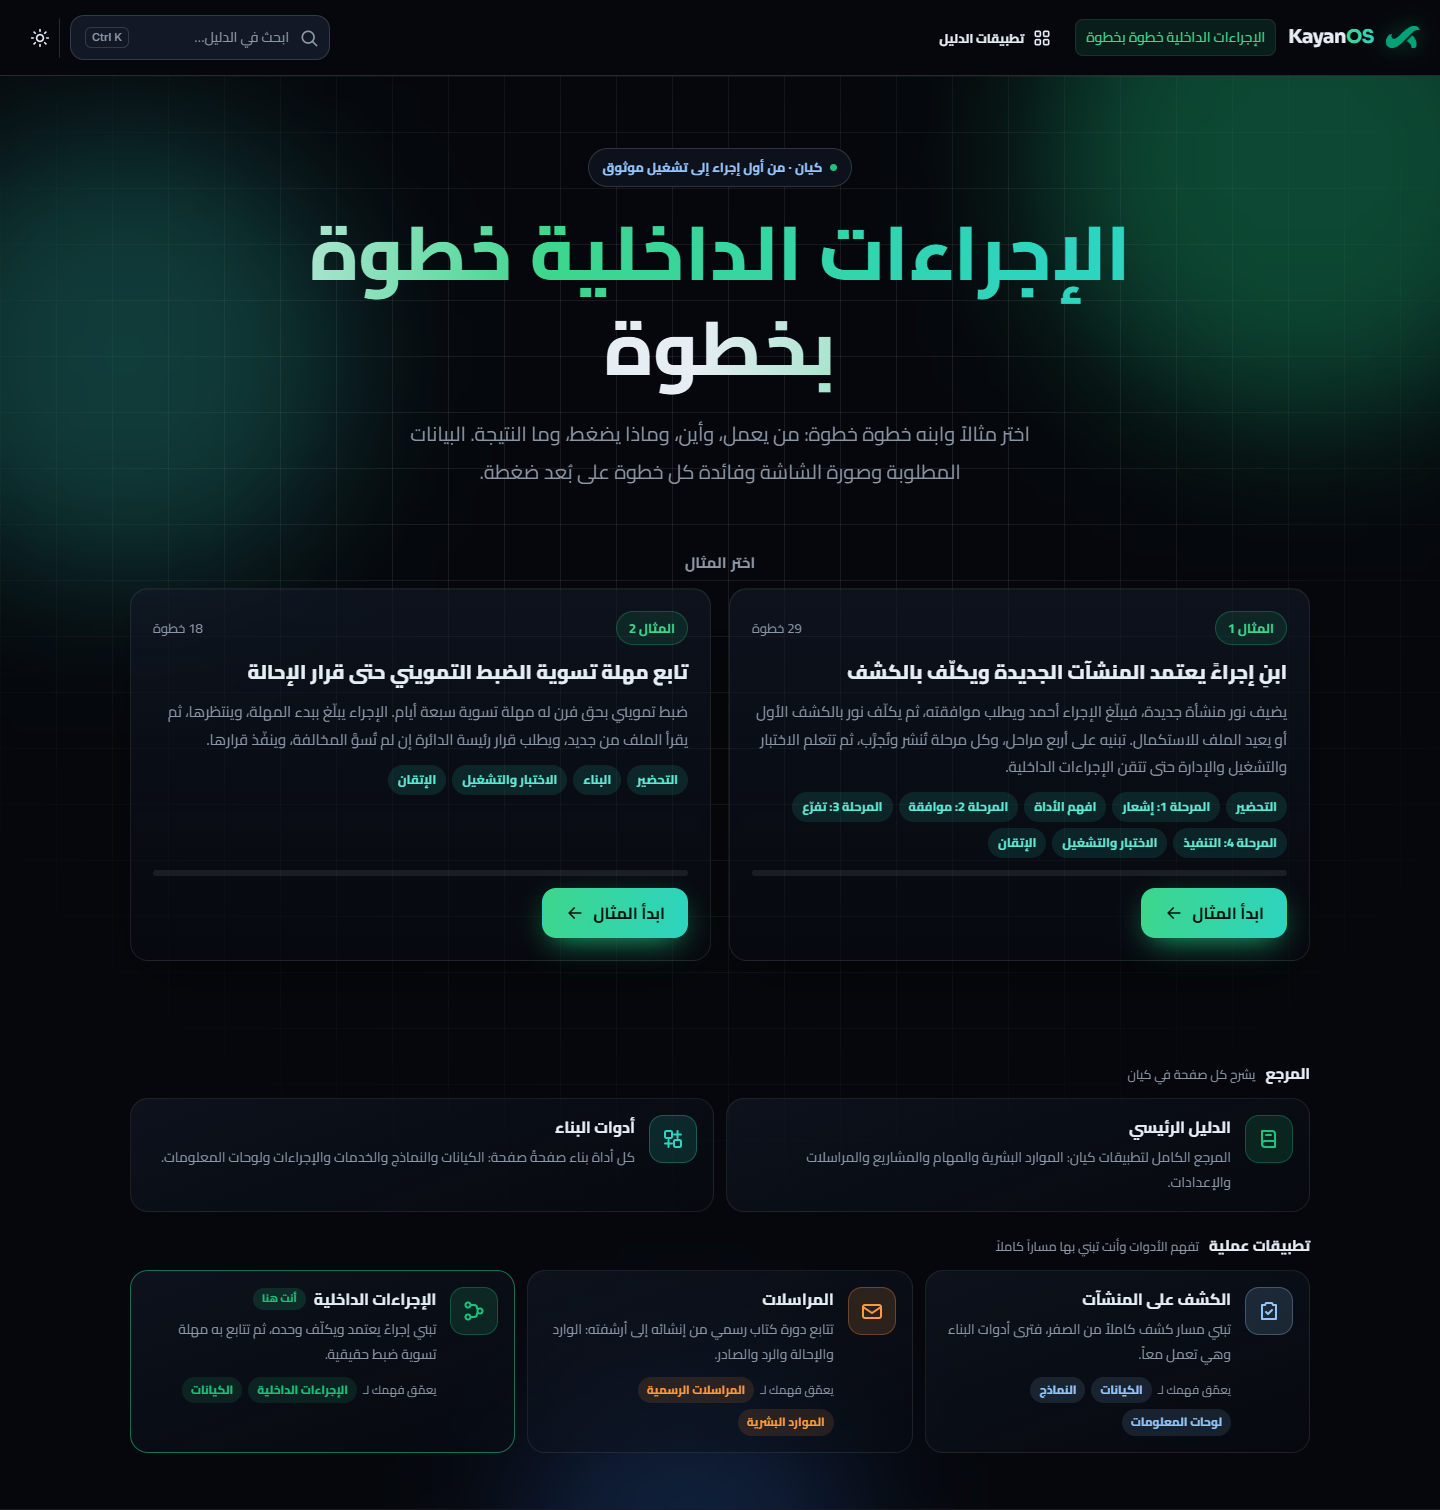 KayanOS
الإجراءات الداخلية خطوة بخطوة
تطبيقات الدليل
ابحث في الدليل...
Ctrl K
كيان · من أول إجراء إلى تشغيل موثوق
الإجراءات الداخلية خطوة
بخطوة
اختر مثالاً وابنه خطوة خطوة: من يعمل، وأين، وماذا يضغط، وما النتيجة. البيانات
المطلوبة وصورة الشاشة وفائدة كل خطوة على بُعد ضغطة.
اختر المثال
المثال 1
29 خطوة
ابنِ إجراءً يعتمد المنشآت الجديدة ويكلّف بالكشف
يضيف نور منشأة جديدة، فيبلّغ الإجراء أحمد ويطلب موافقته، ثم يكلّف نور بالكشف الأول
أو يعيد الملف للاستكمال. تبنيه على أربع مراحل، وكل مرحلة تُنشر وتُجرَّب، ثم تتعلم الاختبار
والتشغيل والإدارة حتى تتقن الإجراءات الداخلية.
التحضير
المرحلة 1: إشعار
افهم الأداة
المرحلة 2: موافقة
المرحلة 3: تفرّع
المرحلة 4: التنفيذ
الاختبار والتشغيل
الإتقان
ابدأ المثال
المثال 2
18 خطوة
تابع مهلة تسوية الضبط التمويني حتى قرار الإحالة
ضبط تمويني بحق فرن له مهلة تسوية سبعة أيام. الإجراء يبلّغ ببدء المهلة، وينتظرها، ثم
يقرأ الملف من جديد، ويطلب قرار رئيسة الدائرة إن لم تُسوَّ المخالفة، وينفّذ قرارها.
التحضير
البناء
الاختبار والتشغيل
الإتقان
ابدأ المثال
المرجع
يشرح كل صفحة في كيان
الدليل الرئيسي
المرجع الكامل لتطبيقات كيان: الموارد البشرية والمهام والمشاريع والمراسلات
والإعدادات.
أدوات البناء
كل أداة بناء صفحةً صفحة: الكيانات والنماذج والخدمات والإجراءات ولوحات المعلومات.
تطبيقات عملية
تفهم الأدوات وأنت تبني بها مساراً كاملاً
الكشف على المنشآت
تبني مسار كشف كاملاً من الصفر، فترى أدوات البناء
وهي تعمل معاً.
يعمّق فهمك لـ
الكيانات
النماذج
لوحات المعلومات
المراسلات
تتابع دورة كتاب رسمي من إنشائه إلى أرشفته: الوارد
والإحالة والرد والصادر.
يعمّق فهمك لـ
المراسلات الرسمية
الموارد البشرية
الإجراءات الداخلية
أنت هنا
تبني إجراءً يعتمد ويكلّف وحده، ثم تتابع به مهلة
تسوية ضبط حقيقية.
يعمّق فهمك لـ
الإجراءات الداخلية
الكيانات